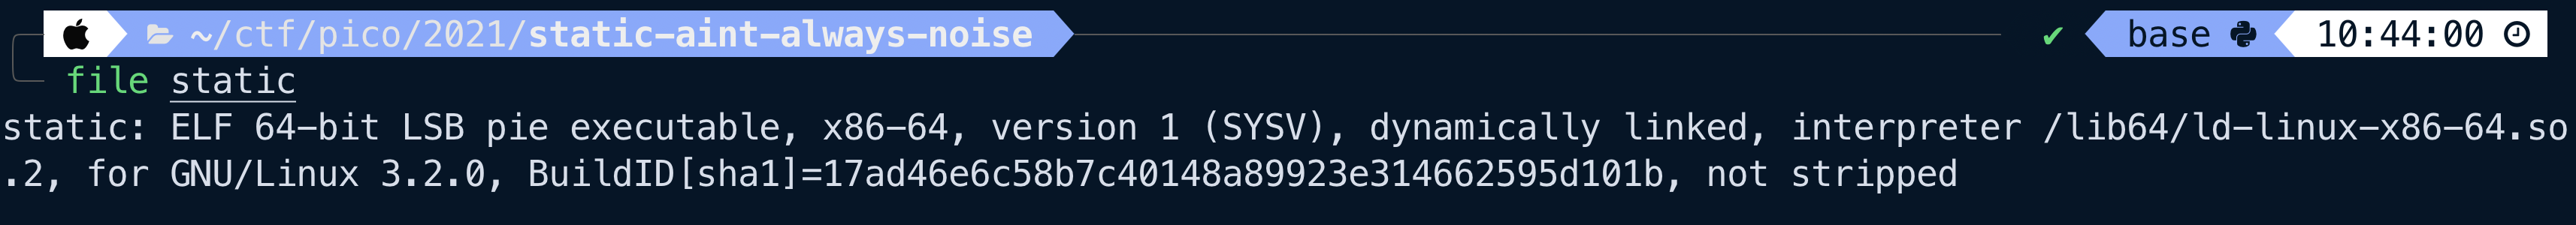 ~/ctf/pico/2021/static-aint-always-noise ✔ base 10:44:00
file static
static: ELF 64-bit LSB pie executable, x86-64, version 1 (SYSV), dynamically linked, interpreter /lib64/ld-linux-x86-64.so
.2, for GNU/Linux 3.2.0, BuildID[sha1]=17ad46e6c58b7c40148a89923e314662595d101b, not stripped